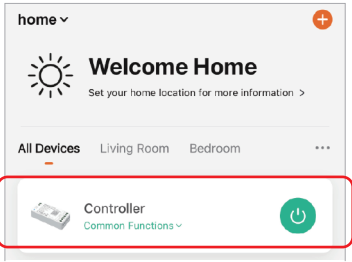 home
Welcome Home
Set your home location for more information >
All Devices Living Room Bedroom ...
Controller
Common Functions